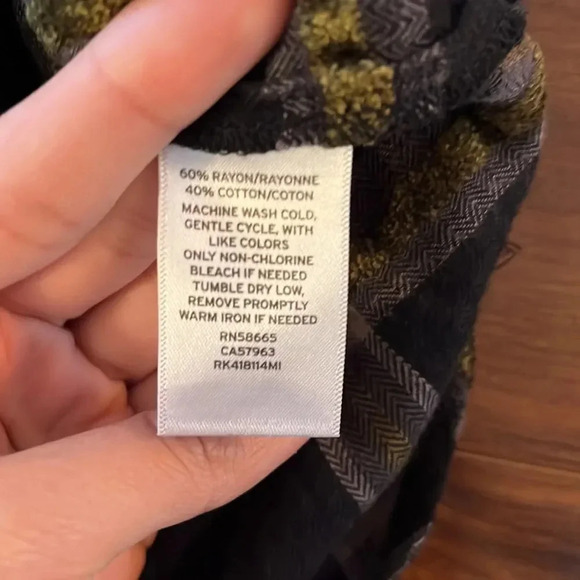 60% RAYON/RAYONNE
40% COTTON/COTON
MACHINE WASH COLD,
GENTLE CYCLE, WITH
LIKE COLORS
ONLY NON-CHLORINE
BLEACH IF NEEDED
TUMBLE DRY LOW,
REMOVE PROMPTLY
WARM IRON IF NEEDED
RN58665
CA57963
RK418114MI